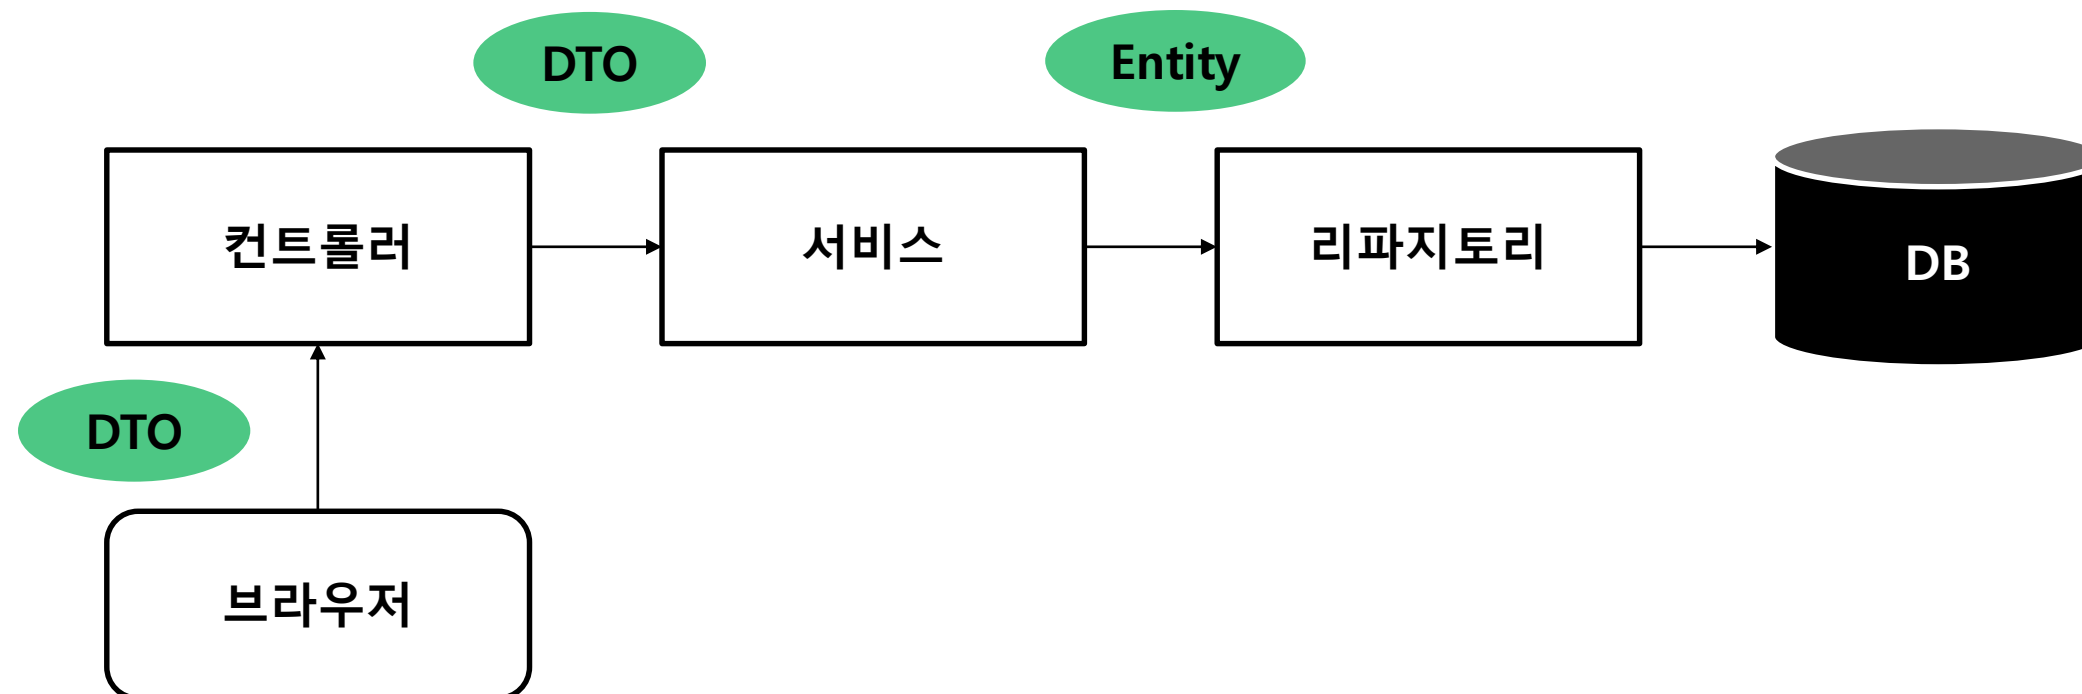 DTO
Entity
컨트롤러
서비스
리파지토리
DB
DTO
브라우저